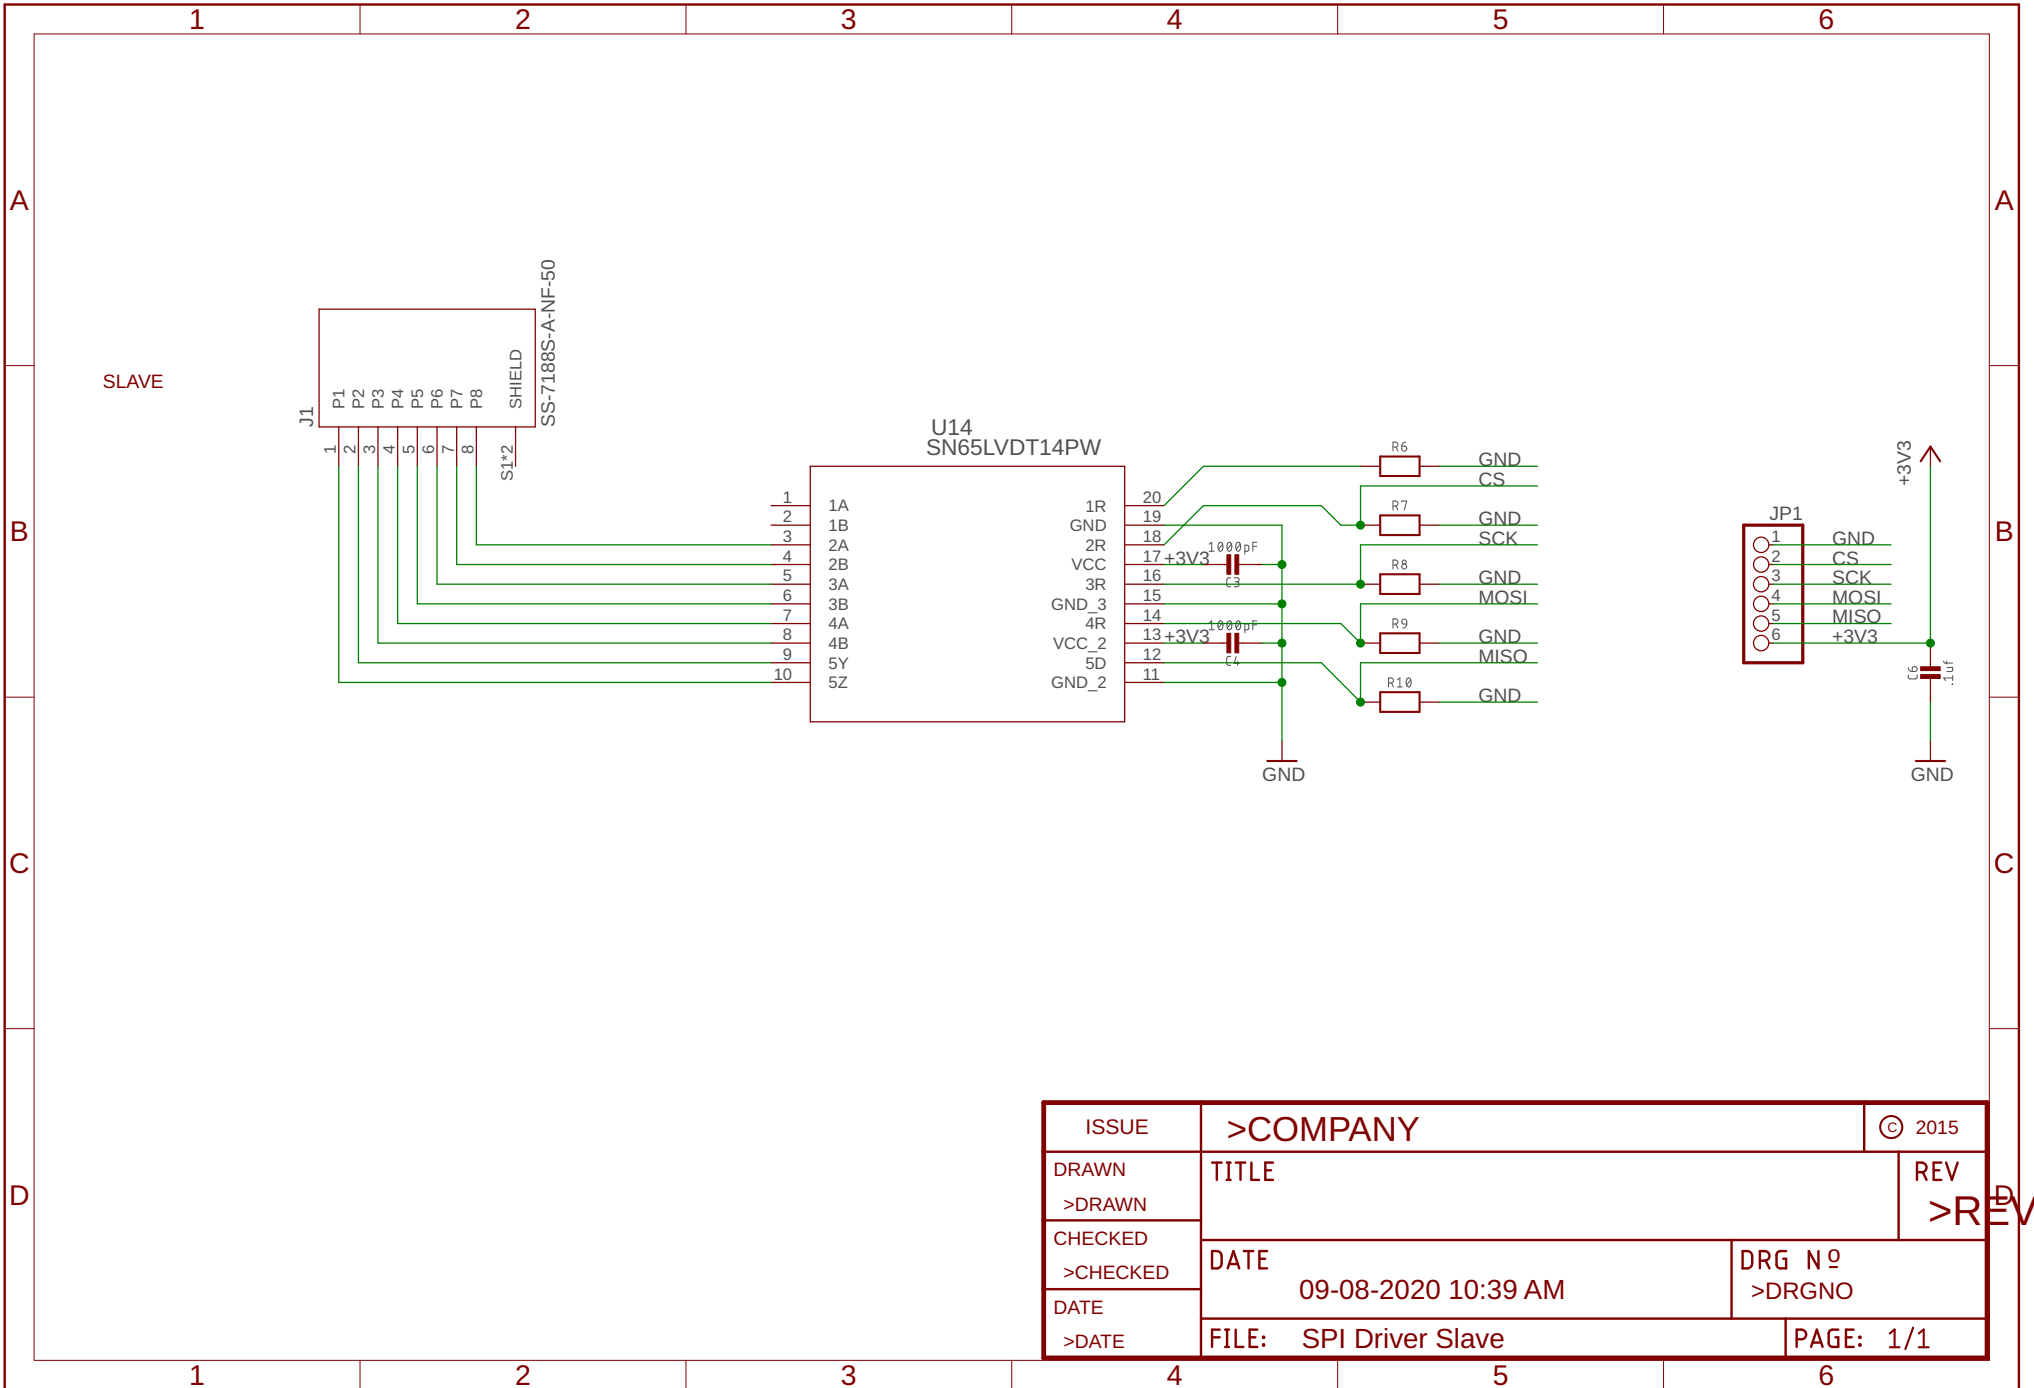 1 2 3 4 5 6
A A
SLAVE
J1
SS-7188S-A-NF-50
P1 P2 P3 P4 P5 P6 P7 P8 SHIELD
1 2 3 4 5 6 7 8 S1*2
B B
U14
SN65LVDT14PW
1 1A 1R 20
2 1B GND 19
3 2A 2R 18
4 2B VCC 17 +3V3
5 3A 3R 16
6 3B GND_3 15
7 4A 4R 14
8 4B VCC_2 13 +3V3
9 5Y 5D 12
10 5Z GND_2 11
1000pF
C3
1000pF
C4
GND
R6 GND
CS
R7 GND
SCK
R8 GND
MOSI
R9 GND
MISO
R10 GND
+3V3
JP1
1 GND
2 CS
3 SCK
4 MOSI
5 MISO
6 +3V3
C6 .1uf
GND
C C
D D
ISSUE >COMPANY © 2015
DRAWN TITLE REV
>DRAWN >REV
CHECKED
>CHECKED
DATE DRG Nº
09-08-2020 10:39 AM >DRGNO
DATE
>DATE
FILE: SPI Driver Slave PAGE: 1/1
1 2 3 4 5 6